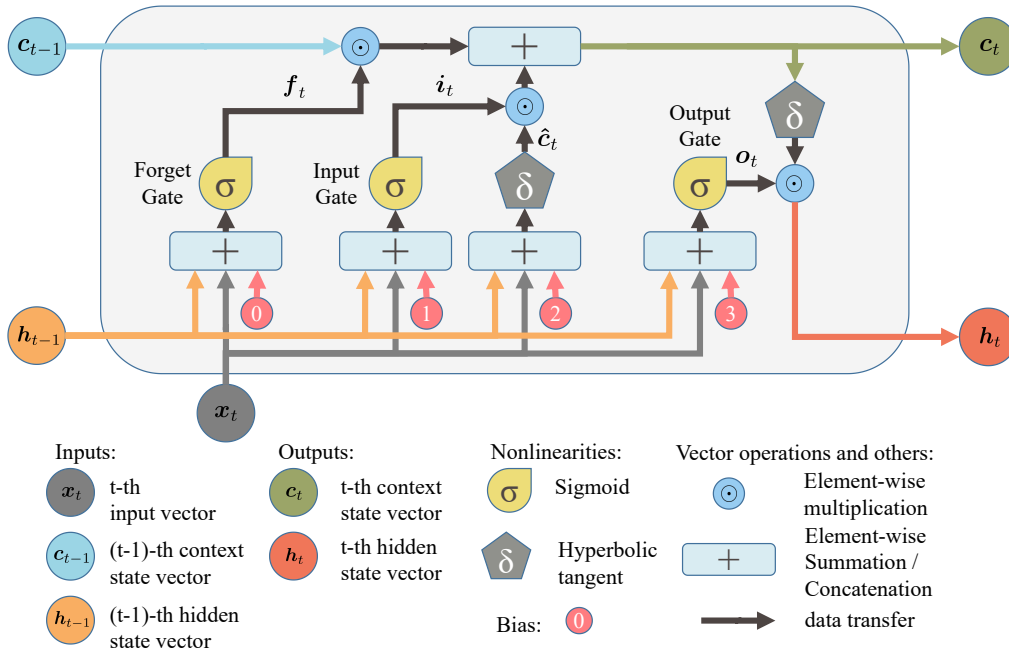 c_{t-1}
⊙
+
c_t
f_t
i_t
⊙
Output
Gate
δ
ĉ_t
o_t
Forget
Gate
σ
Input
Gate
σ
δ
σ
⊙
+
+
+
+
0
1
2
3
h_{t-1}
h_t
x_t
Inputs:
x_t
t-th
input vector
c_{t-1}
(t-1)-th context
state vector
h_{t-1}
(t-1)-th hidden
state vector
Outputs:
c_t
t-th context
state vector
h_t
t-th hidden
state vector
Nonlinearities:
σ
Sigmoid
δ
Hyperbolic
tangent
Bias:
0
Vector operations and others:
⊙
Element-wise
multiplication
+
Element-wise
Summation /
Concatenation
data transfer